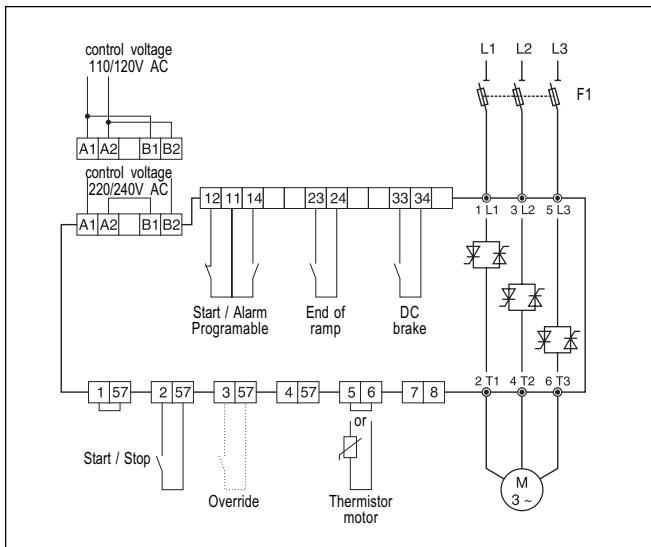 control voltage
110/120V AC
A1 A2 B1 B2
control voltage
220/240V AC
A1 A2 B1 B2
L1 L2 L3
F1
12 11 14 23 24 33 34
1 L1 3 L2 5 L3
Start / Alarm
Programable
End of
ramp
DC
brake
2 T1 4 T2 6 T3
1 57 2 57 3 57 4 57 5 6 7 8
or
Start / Stop
Override
Thermistor
motor
M
3 ~